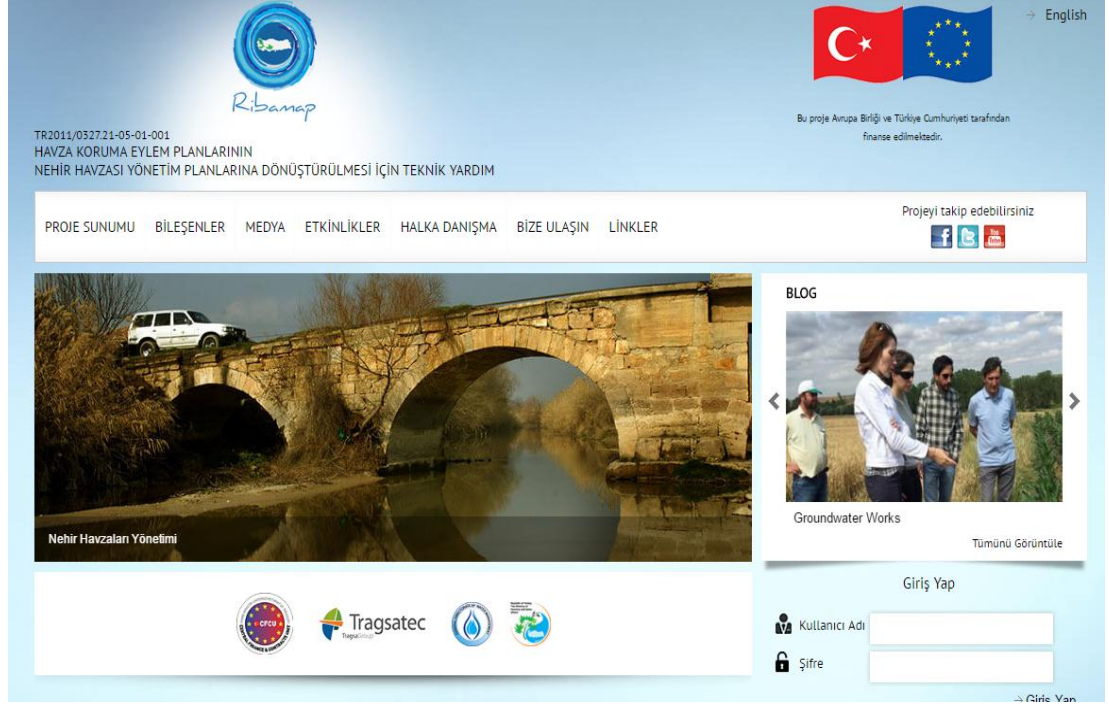 English
Ribamap
Bu proje Avrupa Birliği ve Türkiye Cumhuriyeti tarafından
finanse edilmektedir.
TR2011/0327.21-05-01-001
HAVZA KORUMA EYLEM PLANLARININ
NEHİR HAVZASI YÖNETİM PLANLARINA DÖNÜŞTÜRÜLMESİ İÇİN TEKNİK YARDIM
PROJE SUNUMU BİLEŞENLER MEDYA ETKİNLİKLER HALKA DANIŞMA BİZE ULAŞIN LİNKLER
Projeyi takip edebilirsiniz
You
BLOG
Groundwater Works
Tümünü Görüntüle
Nehir Havzaları Yönetimi
CFCU
Tragsatec
TragsaGroup
Giriş Yap
Kullanıcı Adı
Şifre
Giriş Yap